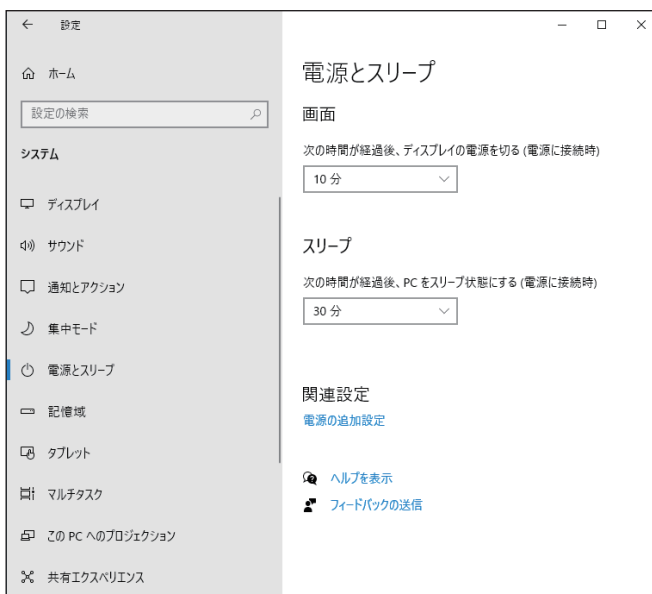 設定
ホーム
設定の検索
システム
ディスプレイ
サウンド
通知とアクション
集中モード
電源とスリープ
記憶域
タブレット
マルチタスク
この PC へのプロジェクション
共有エクスペリエンス
電源とスリープ
画面
次の時間が経過後、ディスプレイの電源を切る (電源に接続時)
10 分
スリープ
次の時間が経過後、PC をスリープ状態にする (電源に接続時)
30 分
関連設定
電源の追加設定
ヘルプを表示
フィードバックの送信